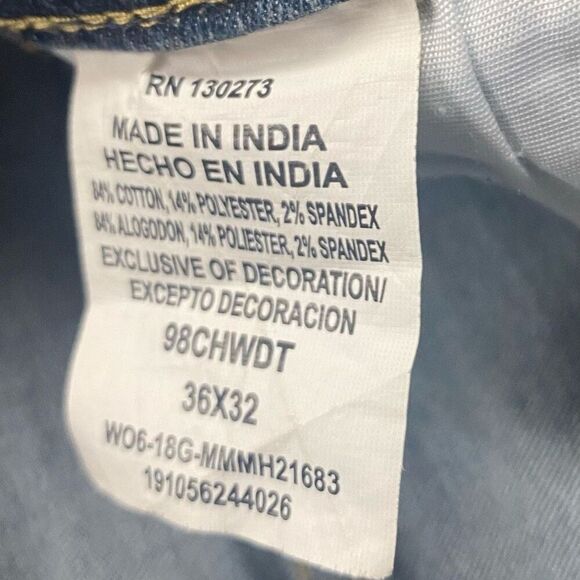 RN 130273
MADE IN INDIA
HECHO EN INDIA
84% COTTON, 14% POLYESTER, 2% SPANDEX
84% ALOGODON, 14% POLIESTER, 2% SPANDEX
EXCLUSIVE OF DECORATION/
EXCEPTO DECORACION
98CHWDT
36X32
WO6-18G-MMMH21683
191056244026